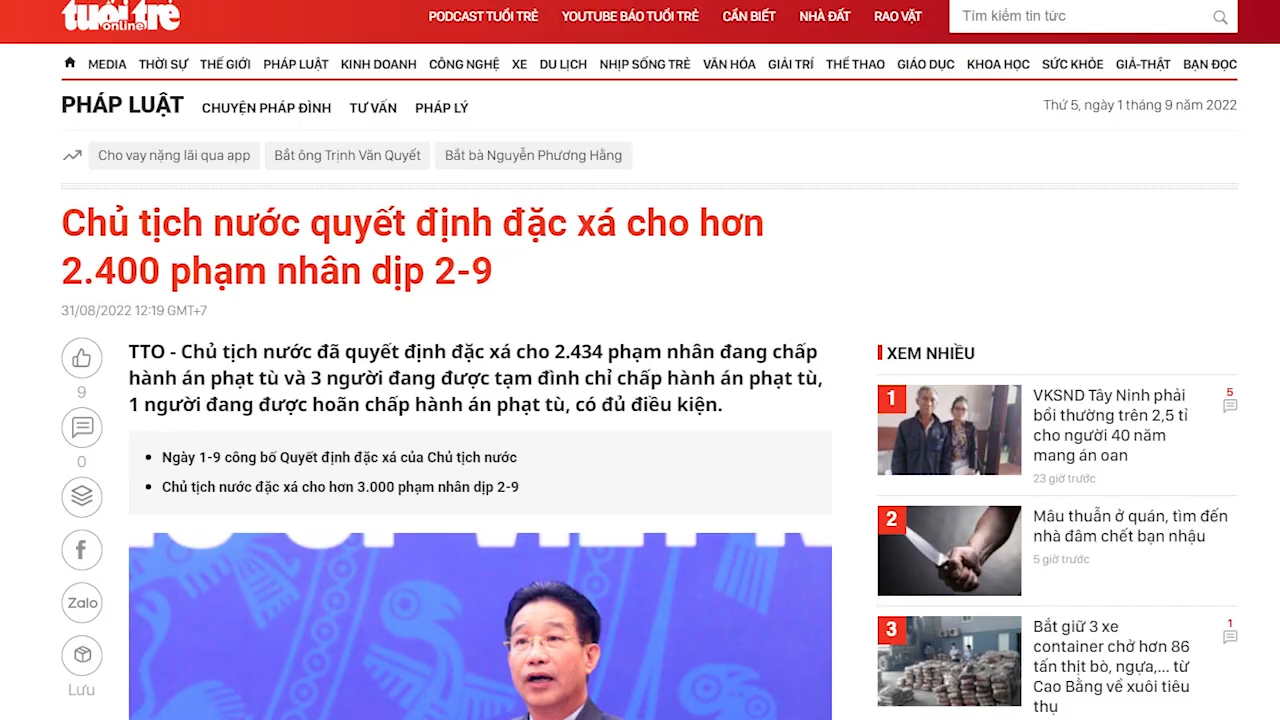 tuổi trẻ
online
PODCAST TUỔI TRẺ
YOUTUBE BÁO TUỔI TRẺ
CẦN BIẾT
NHÀ ĐẤT
RAO VẶT
Tìm kiếm tin tức
MEDIA
THỜI SỰ
THẾ GIỚI
PHÁP LUẬT
KINH DOANH
CÔNG NGHỆ
XE
DU LỊCH
NHỊP SỐNG TRẺ
VĂN HÓA
GIẢI TRÍ
THỂ THAO
GIÁO DỤC
KHOA HỌC
SỨC KHỎE
GIẢ-THẬT
BẠN ĐỌC
PHÁP LUẬT
CHUYỆN PHÁP ĐÌNH
TƯ VẤN
PHÁP LÝ
Thứ 5, ngày 1 tháng 9 năm 2022
Cho vay nặng lãi qua app
Bắt ông Trịnh Văn Quyết
Bắt bà Nguyễn Phương Hằng
Chủ tịch nước quyết định đặc xá cho hơn
2.400 phạm nhân dịp 2-9
31/08/2022 12:19 GMT+7
9
0
Zalo
Lưu
TTO - Chủ tịch nước đã quyết định đặc xá cho 2.434 phạm nhân đang chấp
hành án phạt tù và 3 người đang được tạm đình chỉ chấp hành án phạt tù,
1 người đang được hoãn chấp hành án phạt tù, có đủ điều kiện.
Ngày 1-9 công bố Quyết định đặc xá của Chủ tịch nước
Chủ tịch nước đặc xá cho hơn 3.000 phạm nhân dịp 2-9
XEM NHIỀU
1
VKSND Tây Ninh phải
bồi thường trên 2,5 tỉ
cho người 40 năm
mang án oan
5
23 giờ trước
2
Mâu thuẫn ở quán, tìm đến
nhà đâm chết bạn nhậu
5 giờ trước
3
Bắt giữ 3 xe
container chở hơn 86
tấn thịt bò, ngựa,... từ
Cao Bằng về xuôi tiêu
thụ
1